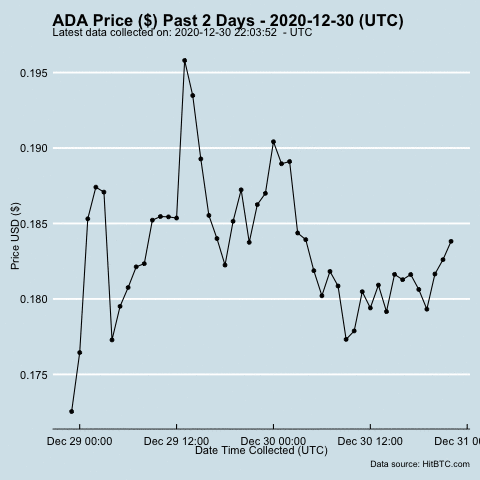 ADA Price ($) Past 2 Days - 2020-12-30 (UTC)
Latest data collected on: 2020-12-30 22:03:52  - UTC
0.195
0.190
0.185
0.180
0.175
Price USD ($)
Dec 29 00:00 Dec 29 12:00 Dec 30 00:00 Dec 30 12:00 Dec 31 0
Date Time Collected (UTC)
Data source: HitBTC.com